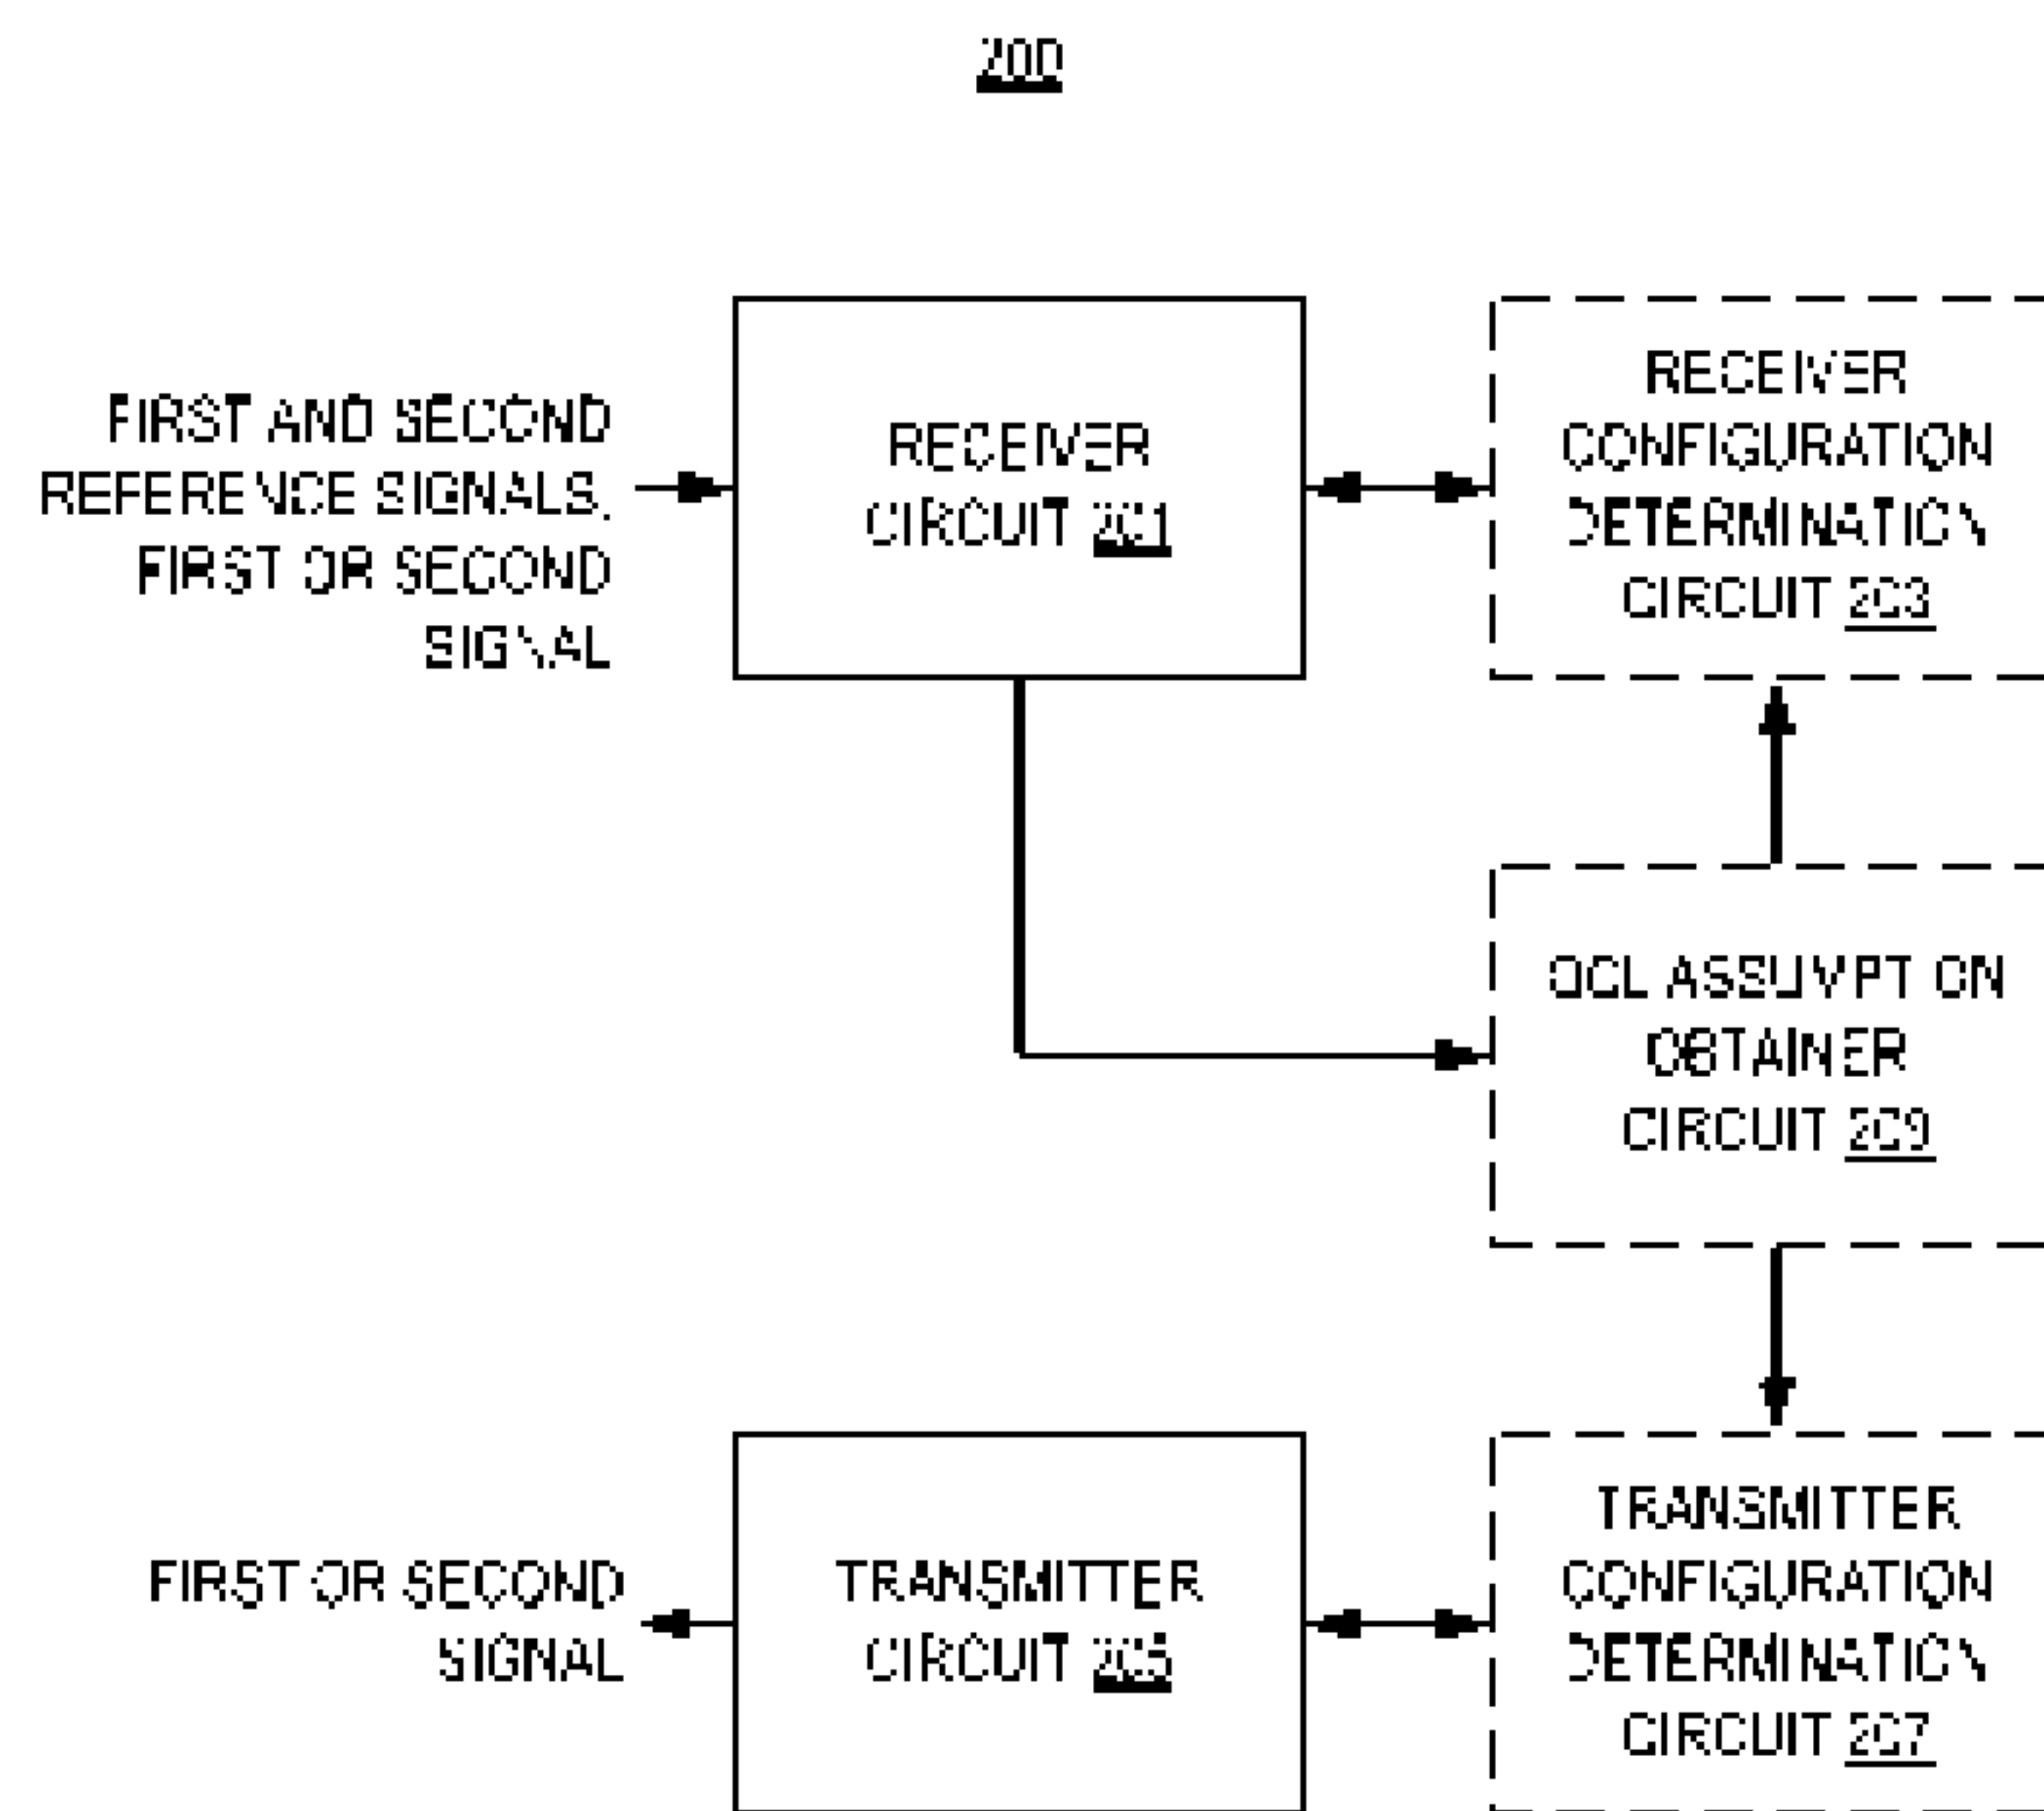 200
FIRST AND SECOND
REFERENCE SIGNALS,
FIRST OR SECOND
SIGNAL
RECEIVER
CIRCUIT 201
RECEIVER
CONFIGURATION
DETERMINATION
CIRCUIT 203
QCL ASSUMPTION
OBTAINER
CIRCUIT 209
FIRST OR SECOND
SIGNAL
TRANSMITTER
CIRCUIT 205
TRANSMITTER
CONFIGURATION
DETERMINATION
CIRCUIT 207